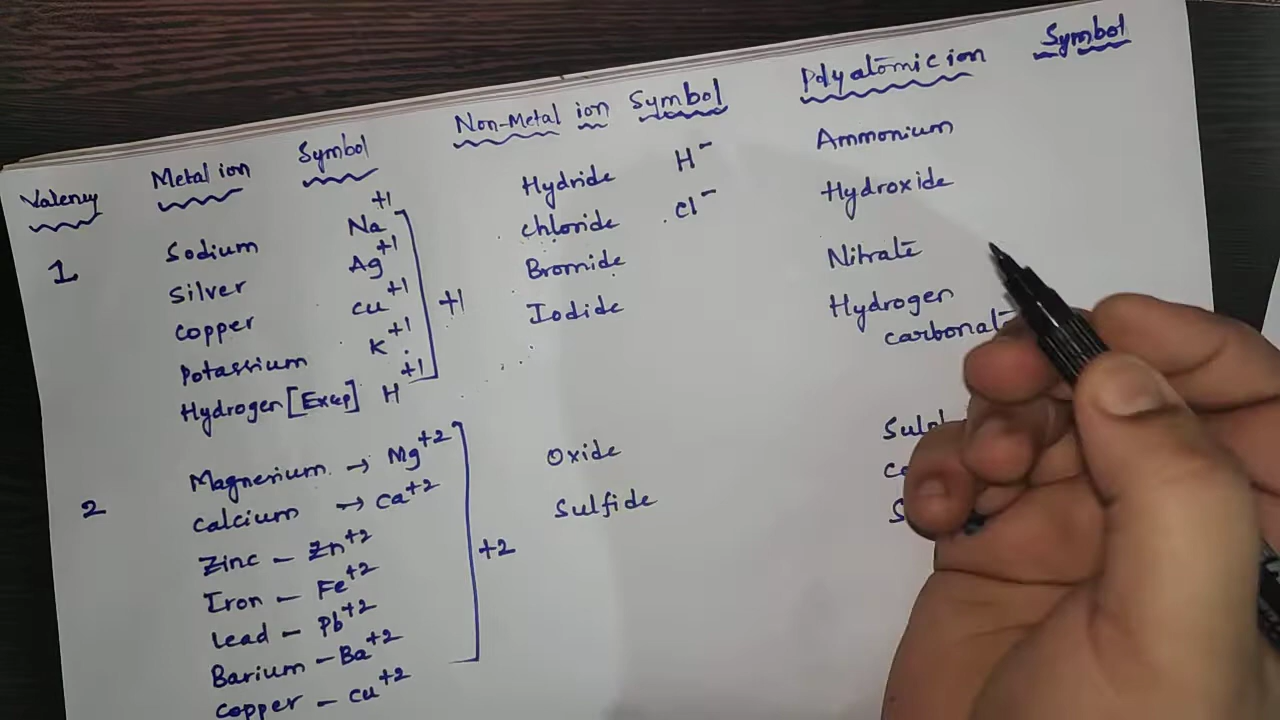 Valency Metal ion Symbol Non-Metal ion Symbol Polyatomic ion Symbol
1 Sodium Na+1 Hydride H- Ammonium
Silver Ag+1 chloride Cl- Hydroxide
Copper Cu+1 +1 Bromide Nitrate
Potassium K+1 Iodide Hydrogen
carbonat
Hydrogen [Excep] H+1
2 Magnesium → Mg+2 Oxide
Calcium → Ca+2 Sulfide
Zinc - Zn+2 +2
Iron - Fe+2
Lead - Pb+2
Barium - Ba+2
Copper - Cu+2